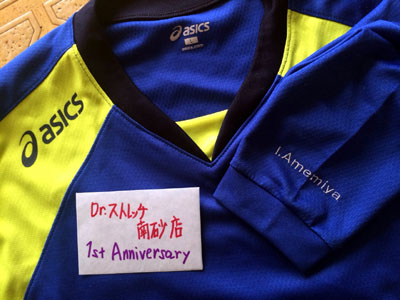 asics
L
asics
I.Amemiya
Dr.ストレッチ
南砂店
1st Anniversary